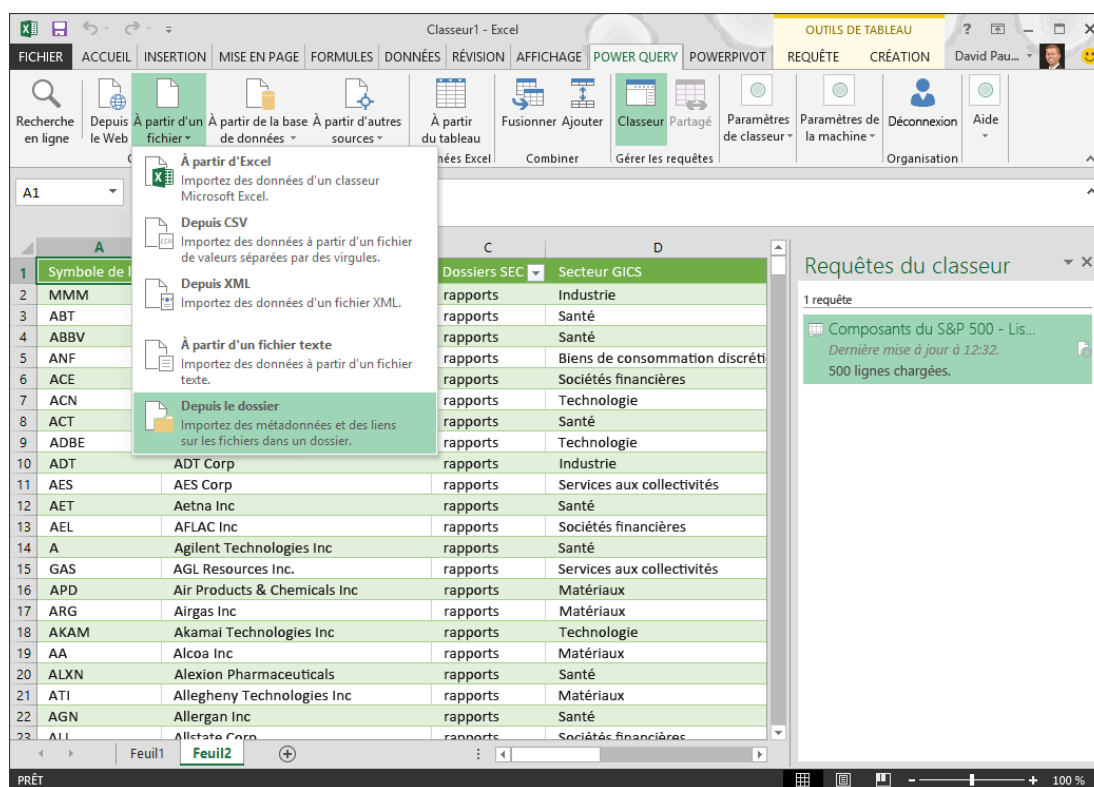 Classeur1 - Excel
OUTILS DE TABLEAU
?
FICHIER ACCUEIL INSERTION MISE EN PAGE FORMULES DONNÉES RÉVISION AFFICHAGE POWER QUERY POWERPIVOT REQUÊTE CRÉATION David Pau...
Recherche en ligne
Depuis le Web
À partir d'un fichier
À partir de la base de données
À partir d'autres sources
À partir du tableau
Fusionner
Ajouter
Classeur
Partagé
Paramètres de classeur
Paramètres de la machine
Déconnexion
Aide
Combiner
Gérer les requêtes
Organisation
A1
À partir d'Excel
Importez des données d'un classeur
Microsoft Excel.
Depuis CSV
Importez des données à partir d'un fichier
de valeurs séparées par des virgules.
Depuis XML
Importez des données d'un fichier XML.
À partir d'un fichier texte
Importez des données à partir d'un fichier
texte.
Depuis le dossier
Importez des métadonnées et des liens
sur les fichiers dans un dossier.
A C D
1 Symbole de Dossiers SEC Secteur GICS
2 MMM rapports Industrie
3 ABT rapports Santé
4 ABBV rapports Santé
5 ANF rapports Biens de consommation discréti
6 ACE rapports Sociétés financières
7 ACN rapports Technologie
8 ACT rapports Santé
9 ADBE rapports Technologie
10 ADT ADT Corp rapports Industrie
11 AES AES Corp rapports Services aux collectivités
12 AET Aetna Inc rapports Santé
13 AEL AFLAC Inc rapports Sociétés financières
14 A Agilent Technologies Inc rapports Santé
15 GAS AGL Resources Inc. rapports Services aux collectivités
16 APD Air Products & Chemicals Inc rapports Matériaux
17 ARG Airgas Inc rapports Matériaux
18 AKAM Akamai Technologies Inc rapports Technologie
19 AA Alcoa Inc rapports Matériaux
20 ALXN Alexion Pharmaceuticals rapports Santé
21 ATI Allegheny Technologies Inc rapports Matériaux
22 AGN Allergan Inc rapports Santé
23 ALL Allstate Corp rapports Sociétés financières
Requêtes du classeur
1 requête
Composants du S&P 500 - Lis...
Dernière mise à jour à 12:32.
500 lignes chargées.
Feuil1 Feuil2
PRÊT
100 %